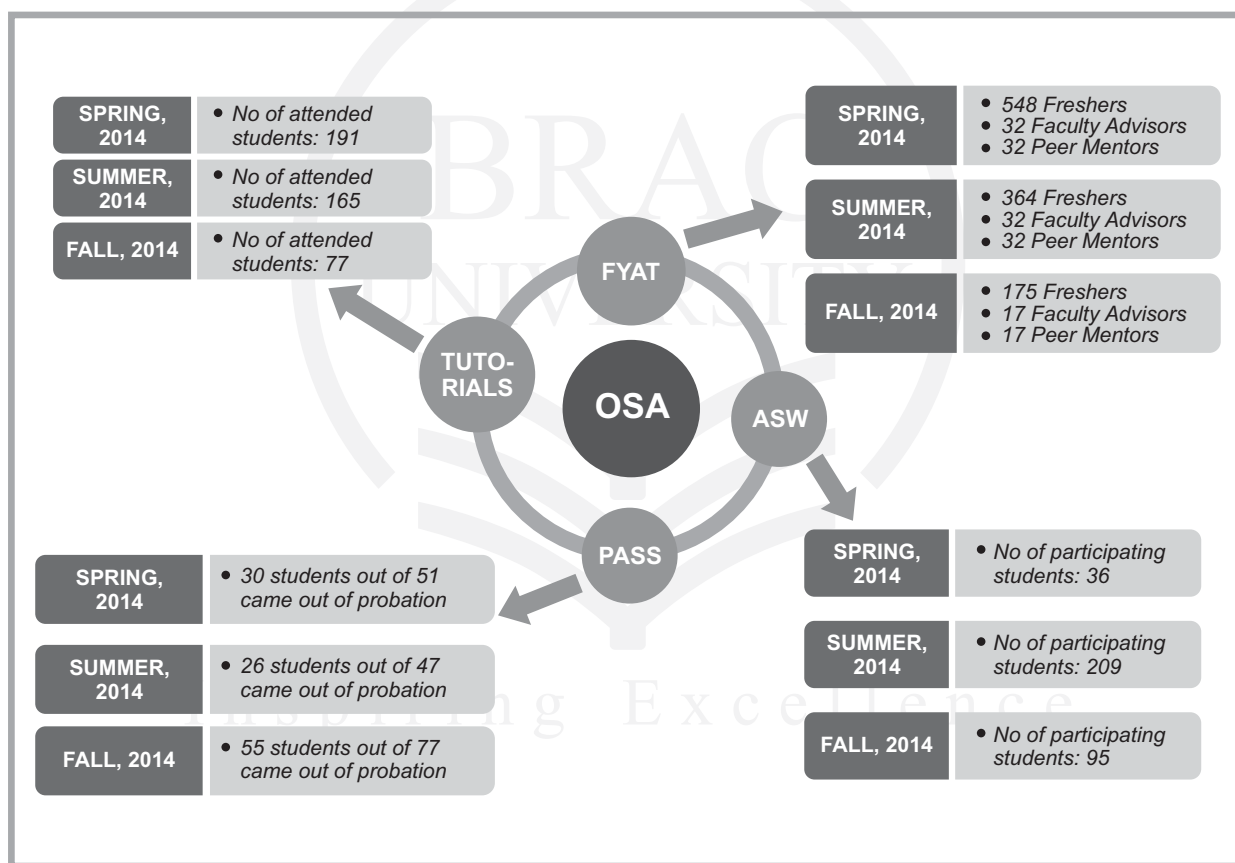 SPRING,
2014
• No of attended
students: 191
SUMMER,
2014
• No of attended
students: 165
FALL, 2014
• No of attended
students: 77
SPRING,
2014
• 548 Freshers
• 32 Faculty Advisors
• 32 Peer Mentors
SUMMER,
2014
• 364 Freshers
• 32 Faculty Advisors
• 32 Peer Mentors
FALL, 2014
• 175 Freshers
• 17 Faculty Advisors
• 17 Peer Mentors
BRAC
UNIVERSITY
FYAT
TUTO-
RIALS
OSA
ASW
PASS
SPRING,
2014
• 30 students out of 51
came out of probation
SUMMER,
2014
• 26 students out of 47
came out of probation
FALL, 2014
• 55 students out of 77
came out of probation
SPRING,
2014
• No of participating
students: 36
SUMMER,
2014
• No of participating
students: 209
FALL, 2014
• No of participating
students: 95
Inspiring Excellence